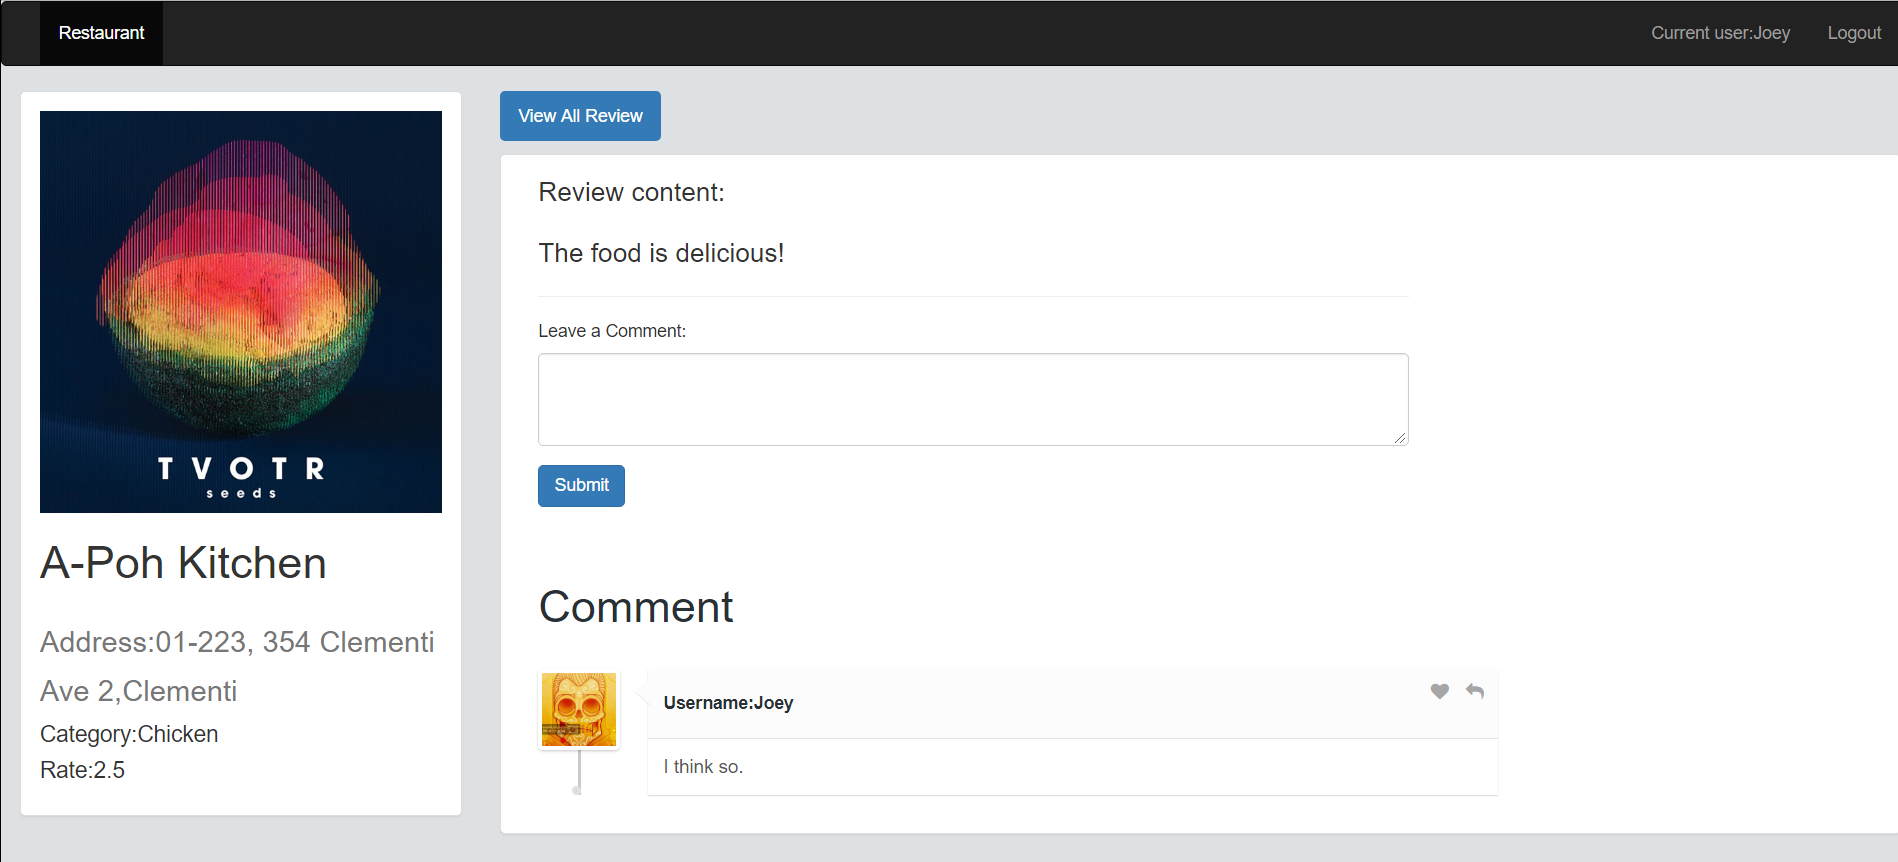 Restaurant
Current user:Joey
Logout
TVOTR
seeds
A-Poh Kitchen
Address:01-223, 354 Clementi
Ave 2,Clementi
Category:Chicken
Rate:2.5
View All Review
Review content:
The food is delicious!
Leave a Comment:
Submit
Comment
Username:Joey
I think so.